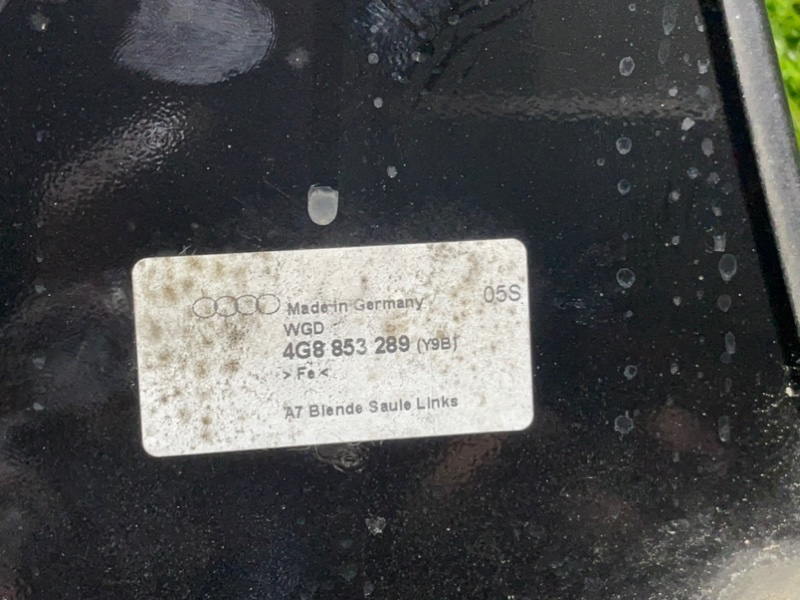 Made in Germany 05S
WGD
4G8 853 289 (Y9B)
>Fe<
A7 Blende Saule Links